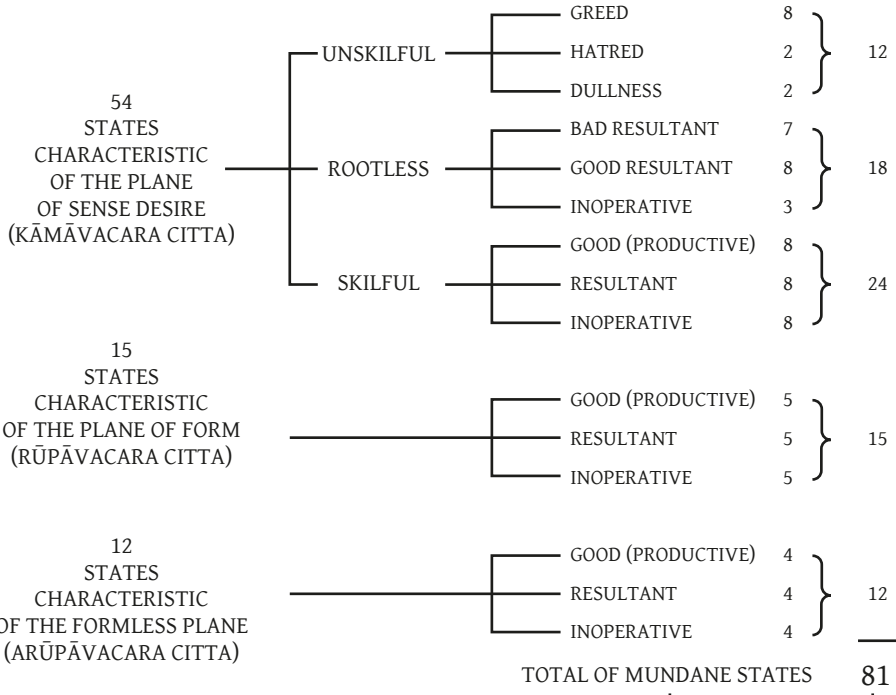 GREED 8
UNSKILFUL HATRED 2 12
DULLNESS 2
54
STATES
CHARACTERISTIC
OF THE PLANE
OF SENSE DESIRE
(KĀMĀVACARA CITTA)
BAD RESULTANT 7
ROOTLESS GOOD RESULTANT 8 18
INOPERATIVE 3
GOOD (PRODUCTIVE) 8
SKILFUL RESULTANT 8 24
INOPERATIVE 8
15
STATES
CHARACTERISTIC
OF THE PLANE OF FORM
(RŪPĀVACARA CITTA)
GOOD (PRODUCTIVE) 5
RESULTANT 5 15
INOPERATIVE 5
12
STATES
CHARACTERISTIC
OF THE FORMLESS PLANE
(ARŪPĀVACARA CITTA)
GOOD (PRODUCTIVE) 4
RESULTANT 4 12
INOPERATIVE 4
TOTAL OF MUNDANE STATES 81